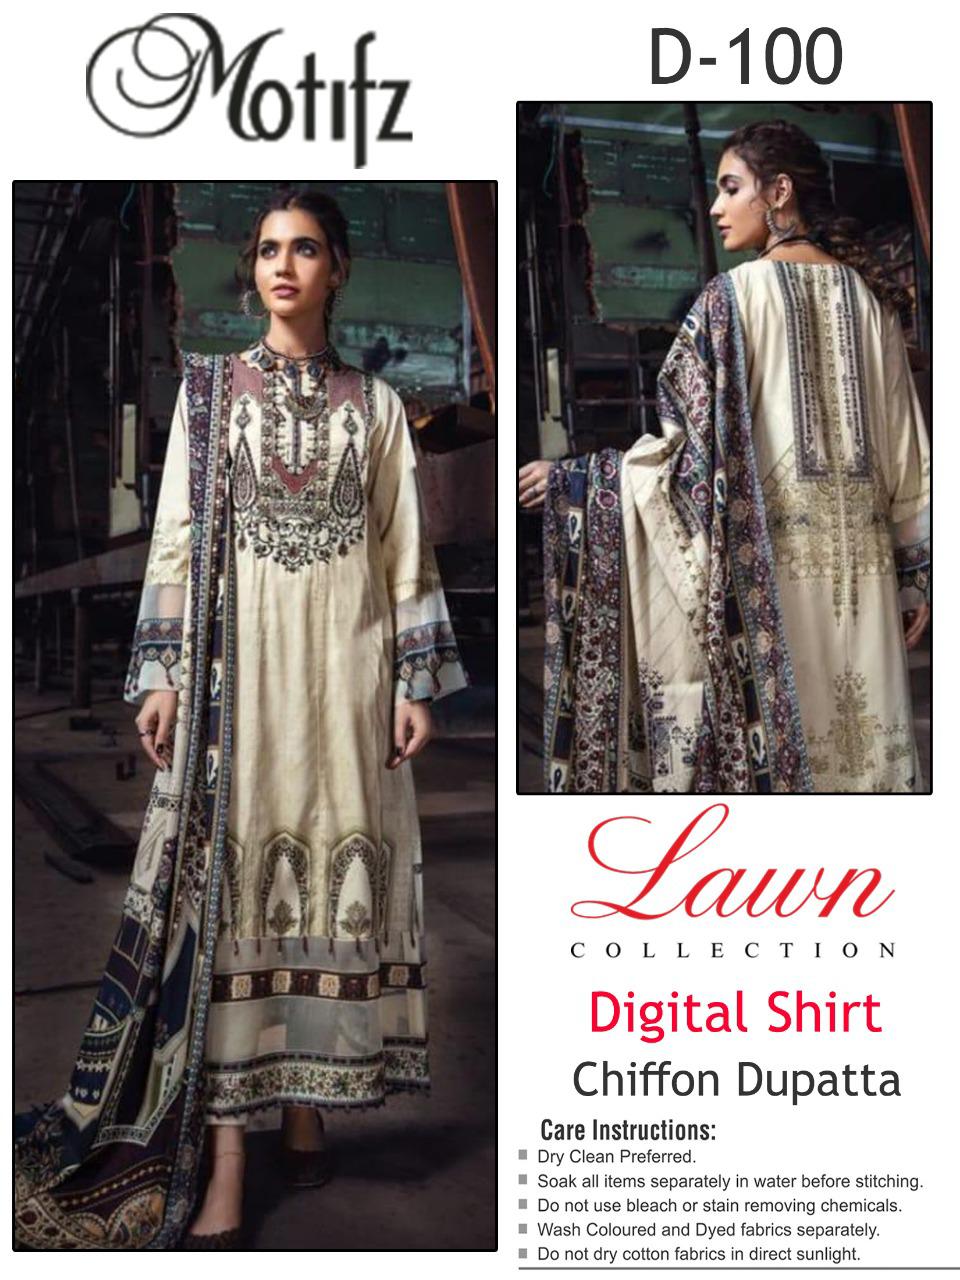 Motifz
D-100
Lawn
COLLECTION
Digital Shirt
Chiffon Dupatta
Care Instructions:
Dry Clean Preferred.
Soak all items separately in water before stitching.
Do not use bleach or stain removing chemicals.
Wash Coloured and Dyed fabrics separately.
Do not dry cotton fabrics in direct sunlight.